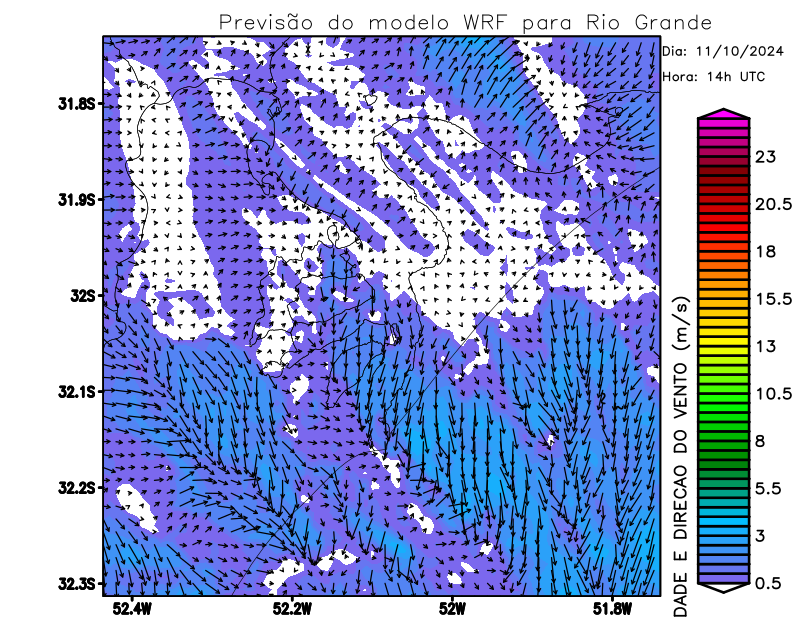 Previsão do modelo WRF para Rio Grande
Dia: 11/10/2024
Hora: 14h UTC
31.8S
31.9S
32S
32.1S
32.2S
32.3S
52.4W
52.2W
52W
51.8W
23
20.5
18
15.5
13
10.5
8
5.5
3
0.5
DADE E DIRECAO DO VENTO (m/s)